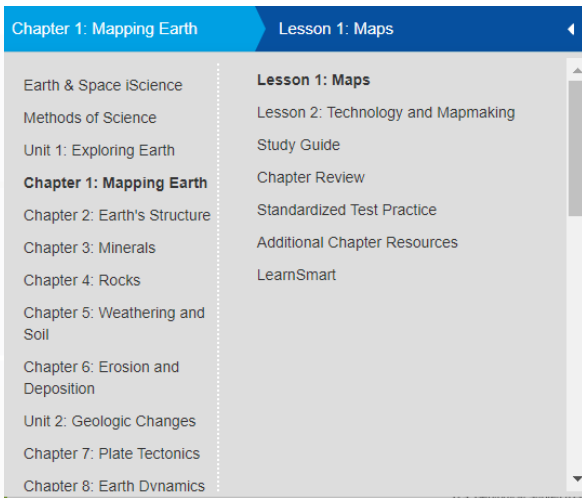 Chapter 1: Mapping Earth
Lesson 1: Maps
Earth & Space iScience
Methods of Science
Unit 1: Exploring Earth
Chapter 1: Mapping Earth
Chapter 2: Earth's Structure
Chapter 3: Minerals
Chapter 4: Rocks
Chapter 5: Weathering and
Soil
Chapter 6: Erosion and
Deposition
Unit 2: Geologic Changes
Chapter 7: Plate Tectonics
Chapter 8: Earth Dynamics
Lesson 1: Maps
Lesson 2: Technology and Mapmaking
Study Guide
Chapter Review
Standardized Test Practice
Additional Chapter Resources
LearnSmart